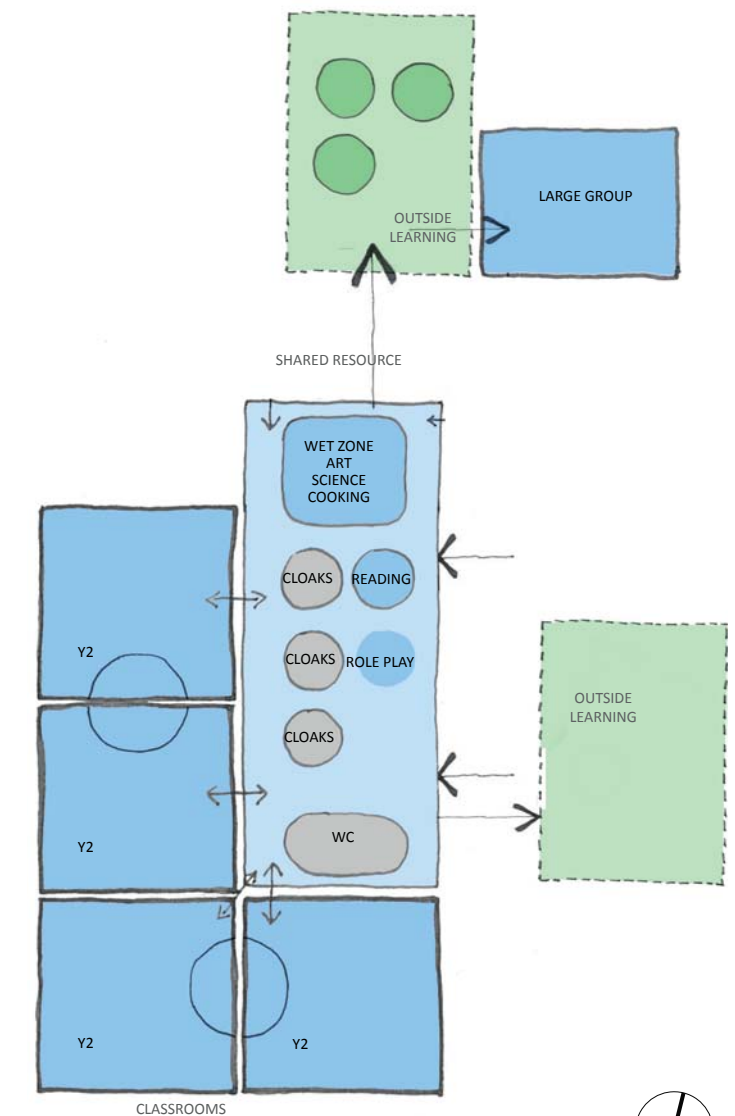 LARGE GROUP
OUTSIDE
LEARNING
SHARED RESOURCE
WET ZONE
ART
SCIENCE
COOKING
CLOAKS
READING
Y2
CLOAKS
ROLE PLAY
OUTSIDE
LEARNING
CLOAKS
WC
Y2
Y2
Y2
CLASSROOMS